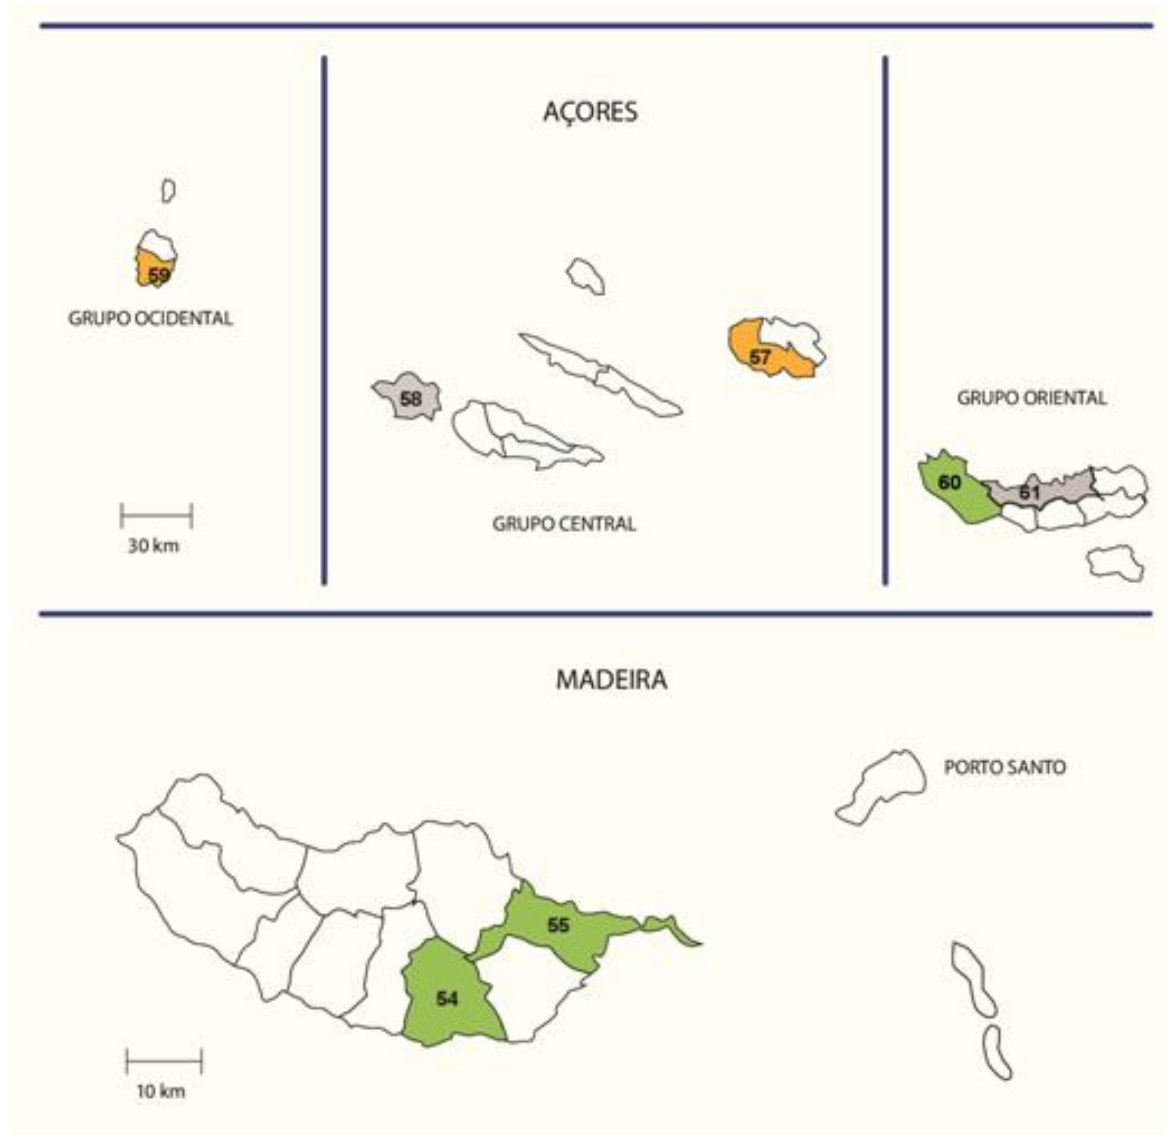 AÇORES
59
GRUPO OCIDENTAL
57
58
GRUPO ORIENTAL
60
61
GRUPO CENTRAL
30 km
MADEIRA
PORTO SANTO
55
54
10 km